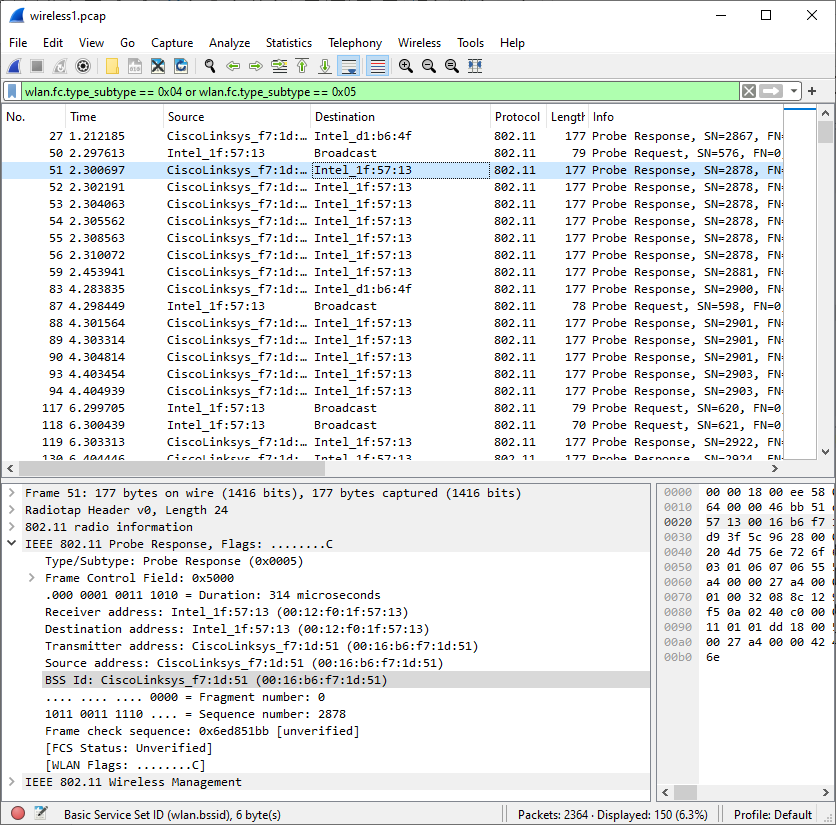 wireless1.pcap
File Edit View Go Capture Analyze Statistics Telephony Wireless Tools Help
wlan.fc.type_subtype == 0x04 or wlan.fc.type_subtype == 0x05
No. Time Source Destination Protocol Length Info
27 1.212185 CiscoLinksys_f7:1d:… Intel_d1:b6:4f 802.11 177 Probe Response, SN=2867, FN=
50 2.297613 Intel_1f:57:13 Broadcast 802.11 79 Probe Request, SN=576, FN=0,
51 2.300697 CiscoLinksys_f7:1d:… Intel_1f:57:13 802.11 177 Probe Response, SN=2878, FN=
52 2.302191 CiscoLinksys_f7:1d:… Intel_1f:57:13 802.11 177 Probe Response, SN=2878, FN=
53 2.304063 CiscoLinksys_f7:1d:… Intel_1f:57:13 802.11 177 Probe Response, SN=2878, FN=
54 2.305562 CiscoLinksys_f7:1d:… Intel_1f:57:13 802.11 177 Probe Response, SN=2878, FN=
55 2.308563 CiscoLinksys_f7:1d:… Intel_1f:57:13 802.11 177 Probe Response, SN=2878, FN=
56 2.310072 CiscoLinksys_f7:1d:… Intel_1f:57:13 802.11 177 Probe Response, SN=2878, FN=
59 2.453941 CiscoLinksys_f7:1d:… Intel_1f:57:13 802.11 177 Probe Response, SN=2881, FN=
83 4.283835 CiscoLinksys_f7:1d:… Intel_d1:b6:4f 802.11 177 Probe Response, SN=2900, FN=
87 4.298449 Intel_1f:57:13 Broadcast 802.11 78 Probe Request, SN=598, FN=0,
88 4.301564 CiscoLinksys_f7:1d:… Intel_1f:57:13 802.11 177 Probe Response, SN=2901, FN=
89 4.303314 CiscoLinksys_f7:1d:… Intel_1f:57:13 802.11 177 Probe Response, SN=2901, FN=
90 4.304814 CiscoLinksys_f7:1d:… Intel_1f:57:13 802.11 177 Probe Response, SN=2901, FN=
93 4.403454 CiscoLinksys_f7:1d:… Intel_1f:57:13 802.11 177 Probe Response, SN=2903, FN=
94 4.404939 CiscoLinksys_f7:1d:… Intel_1f:57:13 802.11 177 Probe Response, SN=2903, FN=
117 6.299705 Intel_1f:57:13 Broadcast 802.11 79 Probe Request, SN=620, FN=0,
118 6.300439 Intel_1f:57:13 Broadcast 802.11 70 Probe Request, SN=621, FN=0,
119 6.303313 CiscoLinksys_f7:1d:… Intel_1f:57:13 802.11 177 Probe Response, SN=2922, FN=
130 6.404446 CiscoLinksys_f7:1d:… Intel_1f:57:13 802.11 177 Probe Response, SN=2924, FN=
Frame 51: 177 bytes on wire (1416 bits), 177 bytes captured (1416 bits)
Radiotap Header v0, Length 24
802.11 radio information
IEEE 802.11 Probe Response, Flags: ........C
Type/Subtype: Probe Response (0x0005)
Frame Control Field: 0x5000
.000 0001 0011 1010 = Duration: 314 microseconds
Receiver address: Intel_1f:57:13 (00:12:f0:1f:57:13)
Destination address: Intel_1f:57:13 (00:12:f0:1f:57:13)
Transmitter address: CiscoLinksys_f7:1d:51 (00:16:b6:f7:1d:51)
Source address: CiscoLinksys_f7:1d:51 (00:16:b6:f7:1d:51)
BSS Id: CiscoLinksys_f7:1d:51 (00:16:b6:f7:1d:51)
.... .... .... 0000 = Fragment number: 0
1011 0011 1110 .... = Sequence number: 2878
Frame check sequence: 0x6ed851bb [unverified]
[FCS Status: Unverified]
[WLAN Flags: ........C]
IEEE 802.11 Wireless Management
0000 00 00 18 00 ee 58 0
0010 64 00 00 46 bb 51
0020 57 13 00 16 b6 f7
0030 d9 3f 5c 96 28 00 0
0040 20 4d 75 6e 72 6f 0
0050 03 01 06 07 06 55 5
0060 a4 00 00 27 a4 00 0
0070 01 00 32 08 8c 12 9
0080 f5 0a 02 40 c0 00 0
0090 11 01 01 dd 18 00 5
00a0 00 27 a4 00 00 42 4
00b0 6e
Basic Service Set ID (wlan.bssid), 6 byte(s)
Packets: 2364 · Displayed: 150 (6.3%)
Profile: Default